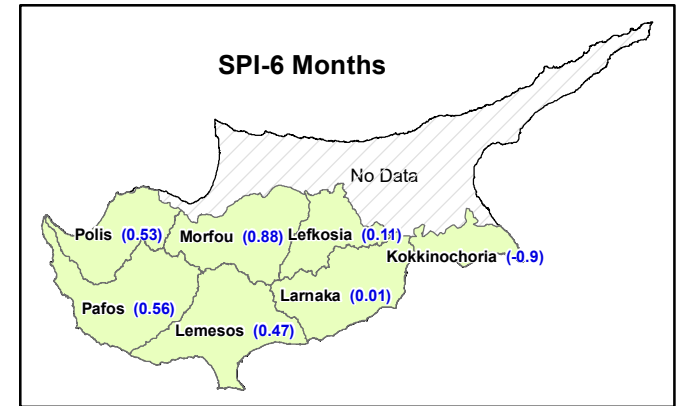 SPI-6 Months
No Data
Polis (0.53)
Morfou (0.88)
Lefkosia (0.11)
Kokkinochoria (-0.9)
Larnaka (0.01)
Pafos (0.56)
Lemesos (0.47)